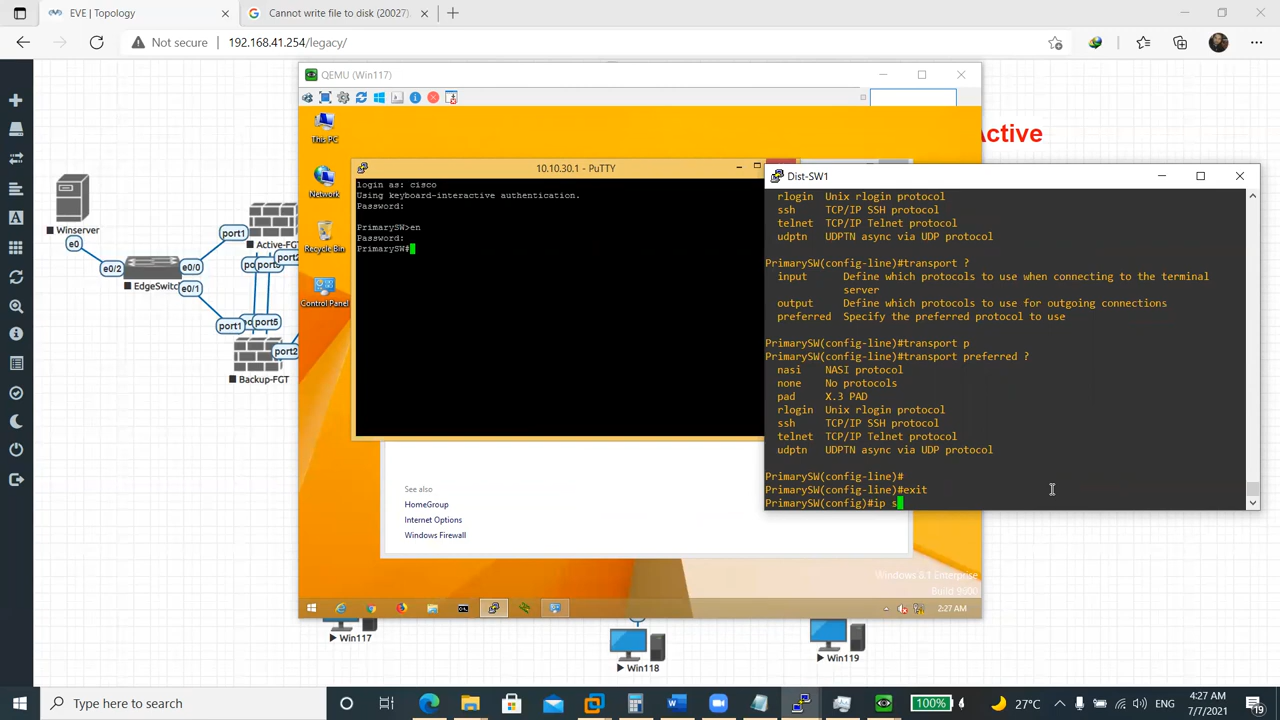 EVE | Topology
Cannot write file to disk (20027).
Not secure
192.168.41.254/legacy/
QEMU (Win117)
Active
This PC
Network
Recycle Bin
Control Panel
10.10.30.1 - PuTTY
login as: cisco
Using keyboard-interactive authentication.
Password:
PrimarySW>en
Password:
PrimarySW#
Dist-SW1
rlogin Unix rlogin protocol
ssh TCP/IP SSH protocol
telnet TCP/IP Telnet protocol
udptn UDPTN async via UDP protocol
PrimarySW(config-line)#transport ?
input Define which protocols to use when connecting to the terminal
server
output Define which protocols to use for outgoing connections
preferred Specify the preferred protocol to use
PrimarySW(config-line)#transport p
PrimarySW(config-line)#transport preferred ?
nasi NASI protocol
none No protocols
pad X.3 PAD
rlogin Unix rlogin protocol
ssh TCP/IP SSH protocol
telnet TCP/IP Telnet protocol
udptn UDPTN async via UDP protocol
PrimarySW(config-line)#
PrimarySW(config-line)#exit
PrimarySW(config)#ip s
See also
HomeGroup
Internet Options
Windows Firewall
Windows 8.1 Enterprise
Build 9600
2:27 AM
Winserver
e0
e0/2
EdgeSwitc
e0/0
e0/1
port1
Active-FGT
port1
port5
port2
Backup-FGT
Win117
Win118
Win119
Type here to search
100%
27°C
4:27 AM
7/7/2021
19